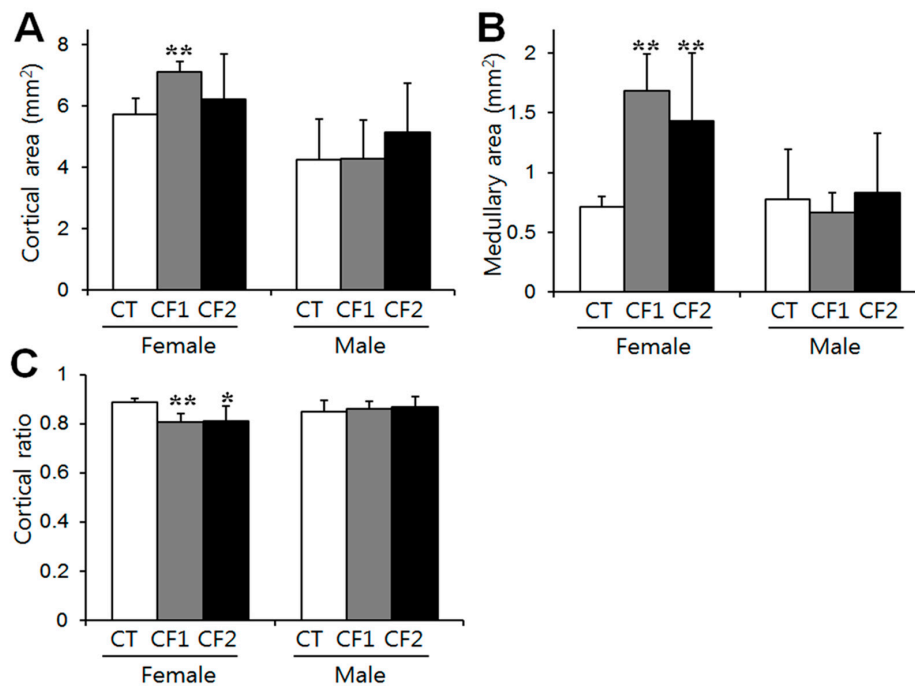 A
Cortical area (mm²)
8
6
4
2
0
**
CT CF1 CF2 CT CF1 CF2
Female Male
B
Medullary area (mm²)
2
1.5
1
0.5
0
** **
CT CF1 CF2 CT CF1 CF2
Female Male
C
Cortical ratio
1
0.8
0.6
0.4
0.2
0
** *
CT CF1 CF2 CT CF1 CF2
Female Male